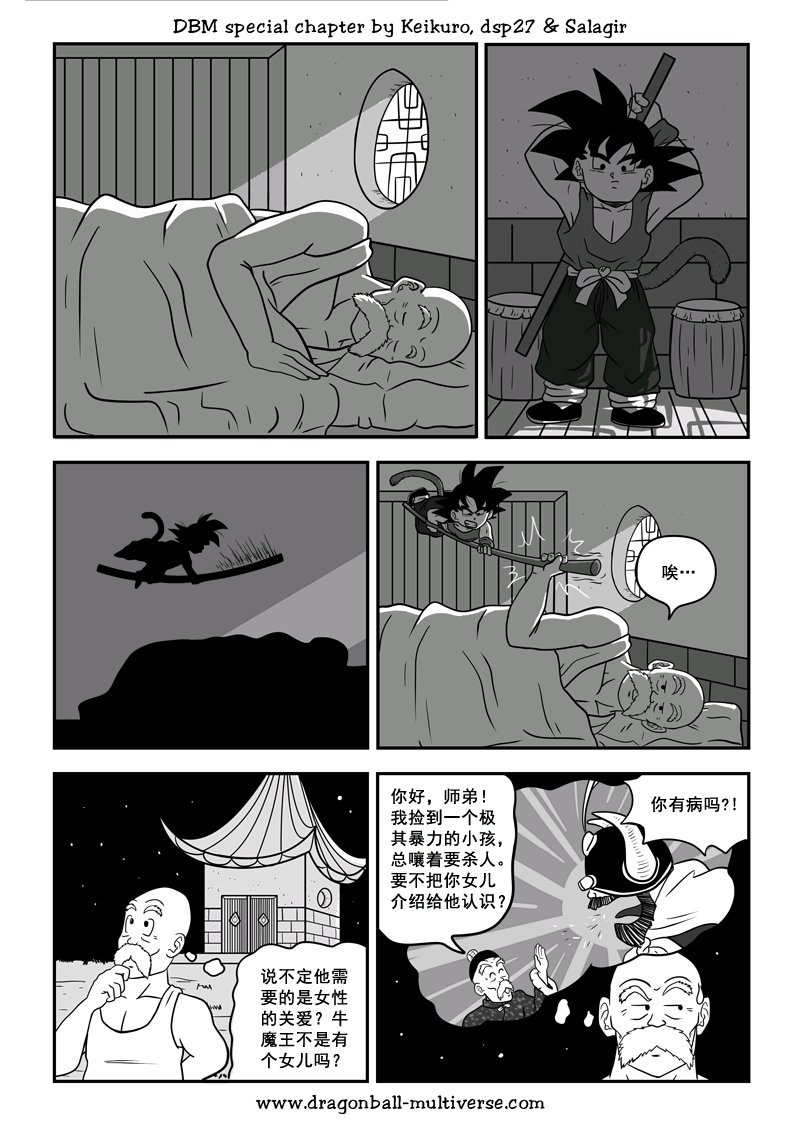 DBM special chapter by Keikuro, dsp27 & Salagir
唉…
说不定他需
要的是女性
的关爱？牛
魔王不是有
个女儿吗？
你好，师弟！
我捡到一个极
其暴力的小孩，
总嚷着要杀人。
要不把你女儿
介绍给他认识？
你有病吗？！
www.dragonball-multiverse.com